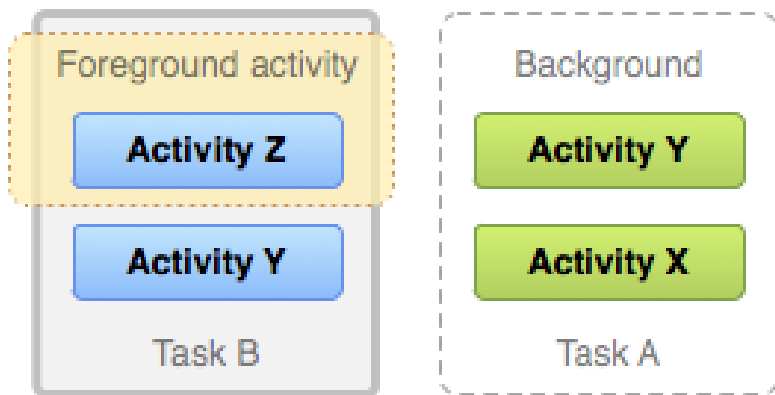 Foreground activity
Activity Z
Activity Y
Task B
Background
Activity Y
Activity X
Task A